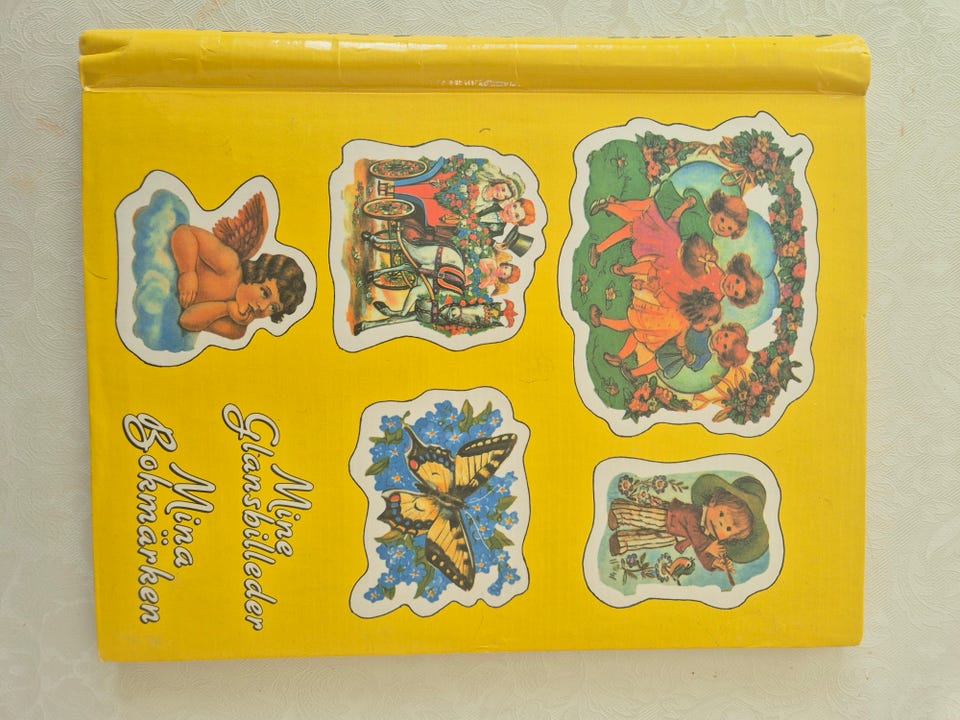 Mine
Glansbilleder
Mina
Bokmärken